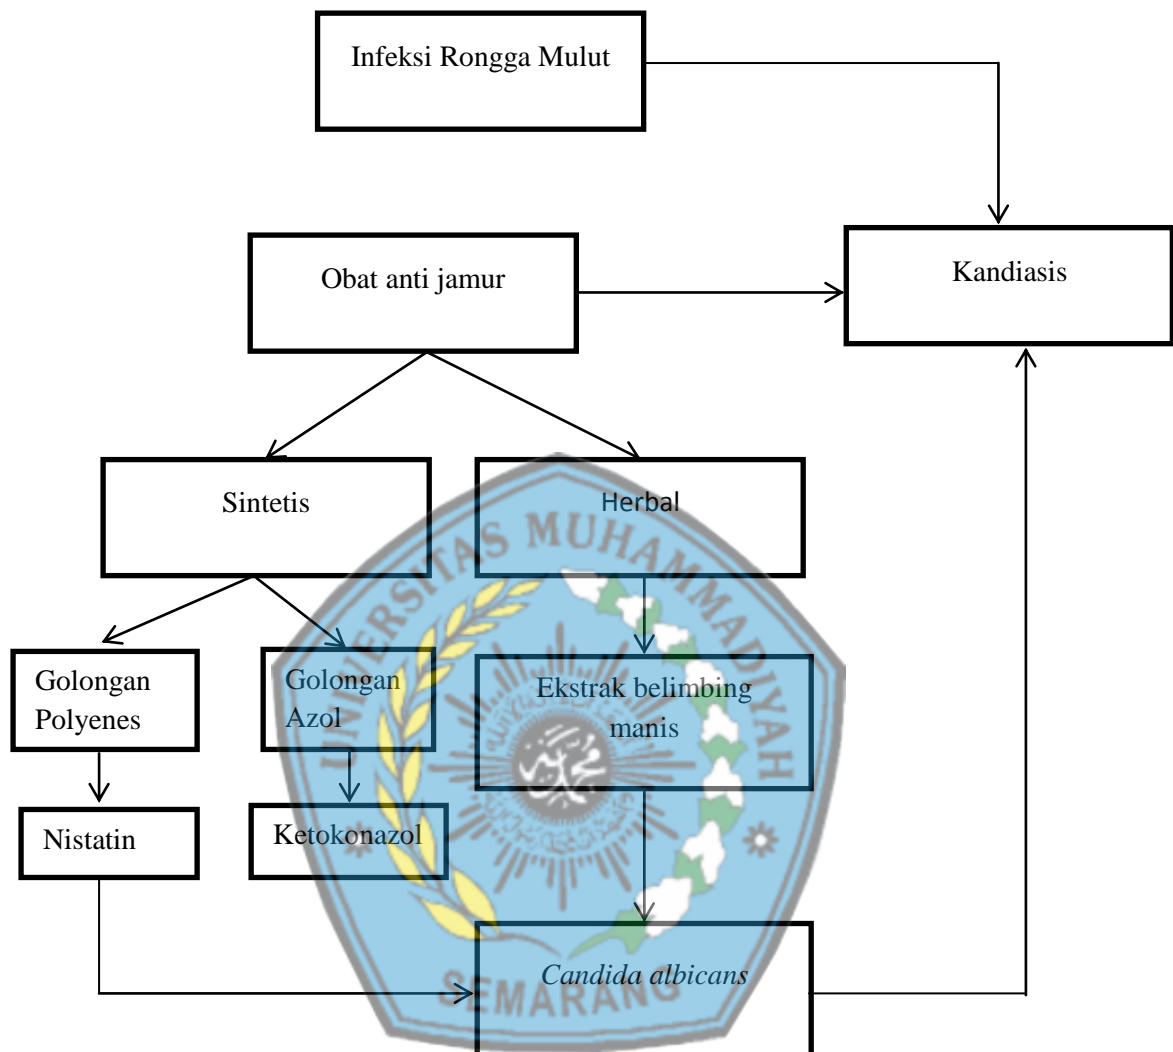 Infeksi Rongga Mulut
Obat anti jamur
Kandiasis
Sintetis
Herbal
Golongan
Polyenes
Golongan
Azol
Ekstrak belimbing
manis
Nistatin
Ketokonazol
Candida albicans
UNIVERSITAS MUHAMMADIYAH
SEMARANG